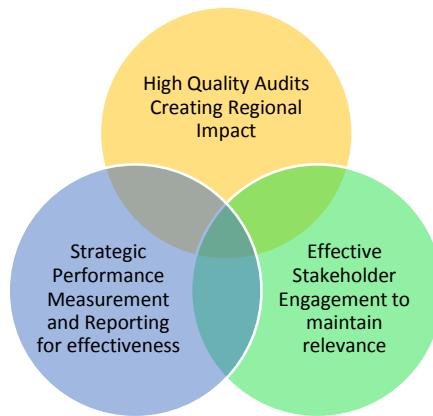 High Quality Audits
Creating Regional
Impact
Strategic
Performance
Measurement
and Reporting
for effectiveness
Effective
Stakeholder
Engagement to
maintain
relevance